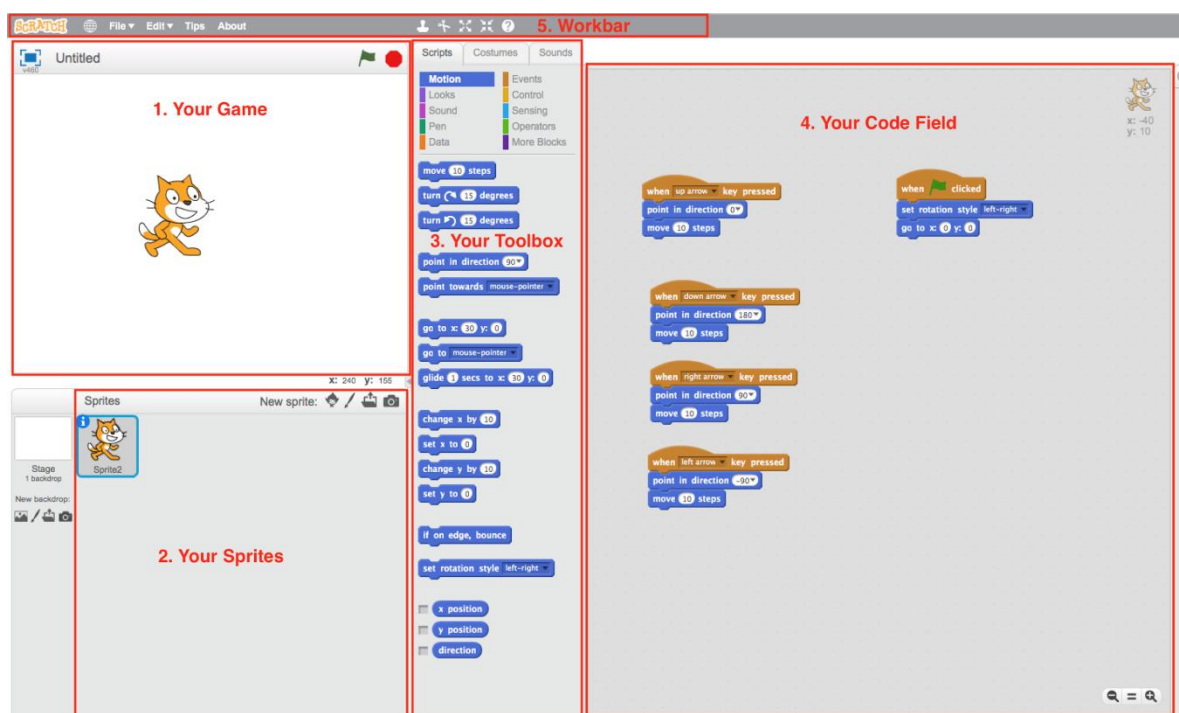 SCRATCH File Edit Tips About
5. Workbar
Untitled
v460
1. Your Game
X: 240 y: 155
Sprites New sprite:
Sprite2
Stage
1 backdrop
New backdrop:
2. Your Sprites
Scripts Costumes Sounds
Motion Events
Looks Control
Sound Sensing
Pen Operators
Data More Blocks
move 10 steps
turn 15 degrees
turn 15 degrees
3. Your Toolbox
point in direction 90
point towards mouse-pointer
go to x: 30 y: 0
go to mouse-pointer
glide 1 secs to x: 30 y: 0
change x by 10
set x to 0
change y by 10
set y to 0
if on edge, bounce
set rotation style left-right
x position
y position
direction
4. Your Code Field
x: -40
y: 10
when up arrow key pressed
point in direction 0
move 10 steps
when clicked
set rotation style left-right
go to x: 0 y: 0
when down arrow key pressed
point in direction 180
move 10 steps
when right arrow key pressed
point in direction 90
move 10 steps
when left arrow key pressed
point in direction -90
move 10 steps